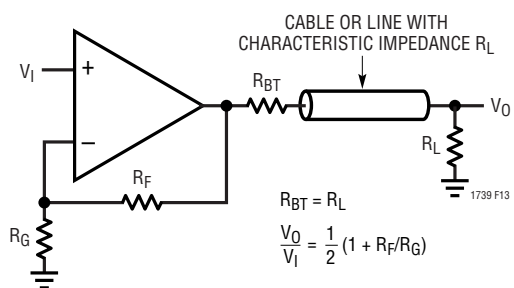 CABLE OR LINE WITH
CHARACTERISTIC IMPEDANCE RL
VI
+
–
RBT
VO
RL
RF
RG
1739 F13
RBT = RL
VO/VI = 1/2 (1 + RF/RG)